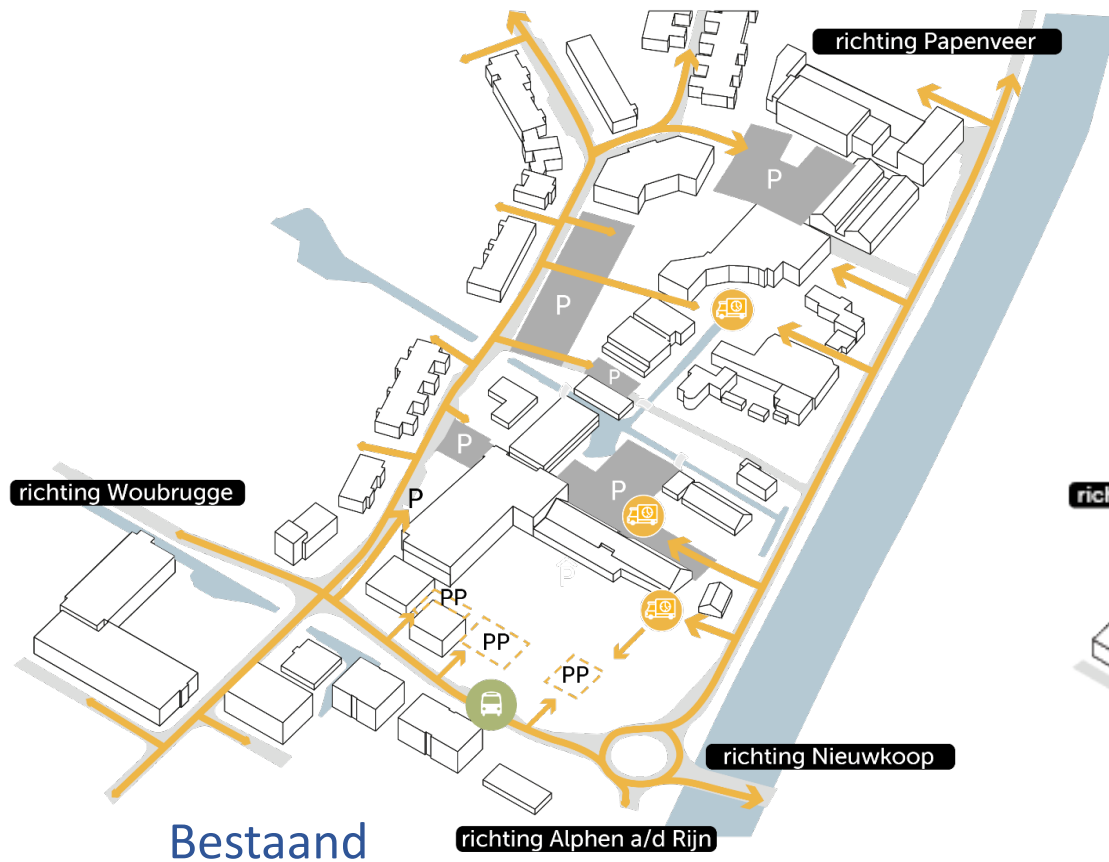 richting Papenveer
P
P
P
P
richting Woubrugge
P
P
P
PP
PP
PP
richting Nieuwkoop
richting Alphen a/d Rijn
Bestaand